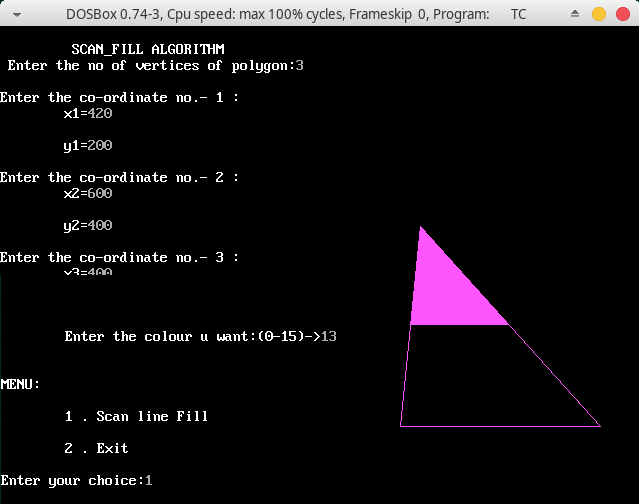 DOSBox 0.74-3, Cpu speed: max 100% cycles, Frameskip 0, Program: TC
SCAN_FILL ALGORITHM
Enter the no of vertices of polygon:3
Enter the co-ordinate no.- 1 :
x1=420
y1=200
Enter the co-ordinate no.- 2 :
x2=600
y2=400
Enter the co-ordinate no.- 3 :
x3=400
Enter the colour u want:(0-15)->13
MENU:
1 . Scan line Fill
2 . Exit
Enter your choice:1